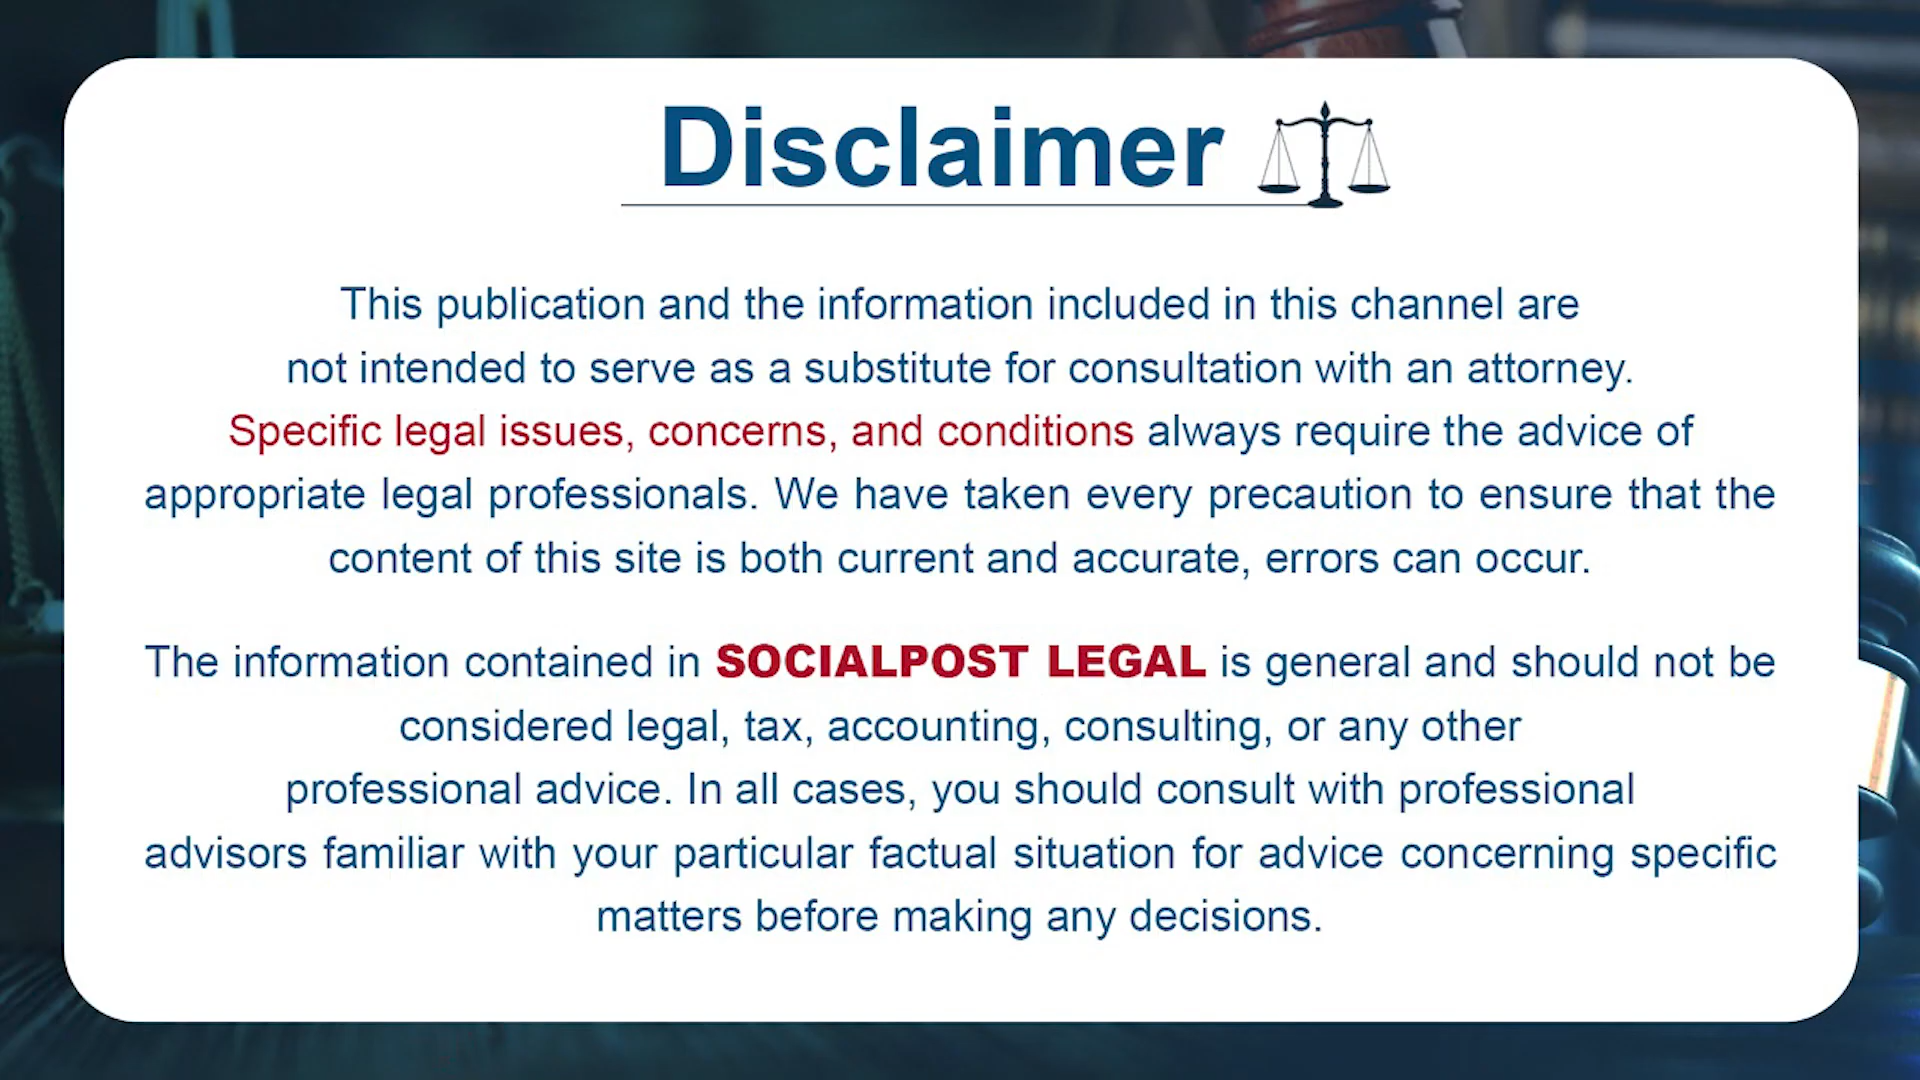 Disclaimer
This publication and the information included in this channel are
not intended to serve as a substitute for consultation with an attorney.
Specific legal issues, concerns, and conditions always require the advice of
appropriate legal professionals. We have taken every precaution to ensure that the
content of this site is both current and accurate, errors can occur.
The information contained in SOCIALPOST LEGAL is general and should not be
considered legal, tax, accounting, consulting, or any other
professional advice. In all cases, you should consult with professional
advisors familiar with your particular factual situation for advice concerning specific
matters before making any decisions.